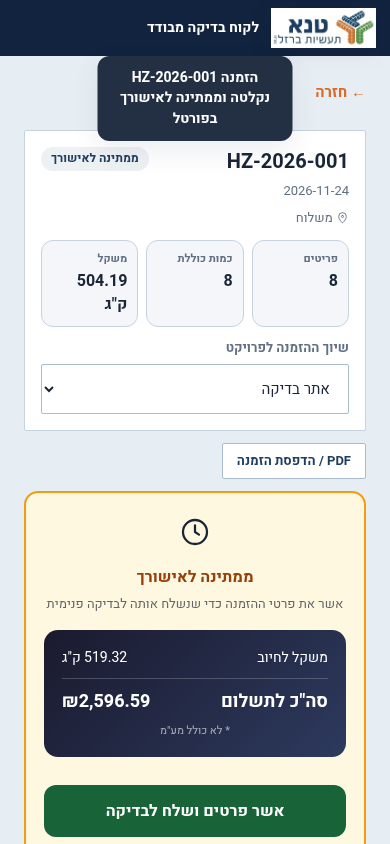 טנא
תעשיות ברזל
לקוח בדיקה מבודד
← חזרה
הזמנה HZ-2026-001
נקלטה וממתינה לאישורך
בפורטל
HZ-2026-001
ממתינה לאישורך
2026-11-24
משלוח
פריטים
8
כמות כוללת
8
משקל
504.19
ק"ג
שיוך ההזמנה לפרויקט
אתר בדיקה
PDF / הדפסת הזמנה
ממתינה לאישורך
אשר את פרטי ההזמנה כדי שנשלח אותה לבדיקה פנימית
משקל לחיוב
519.32 ק"ג
סה"כ לתשלום
₪2,596.59
* לא כולל מע"מ
אשר פרטים ושלח לבדיקה